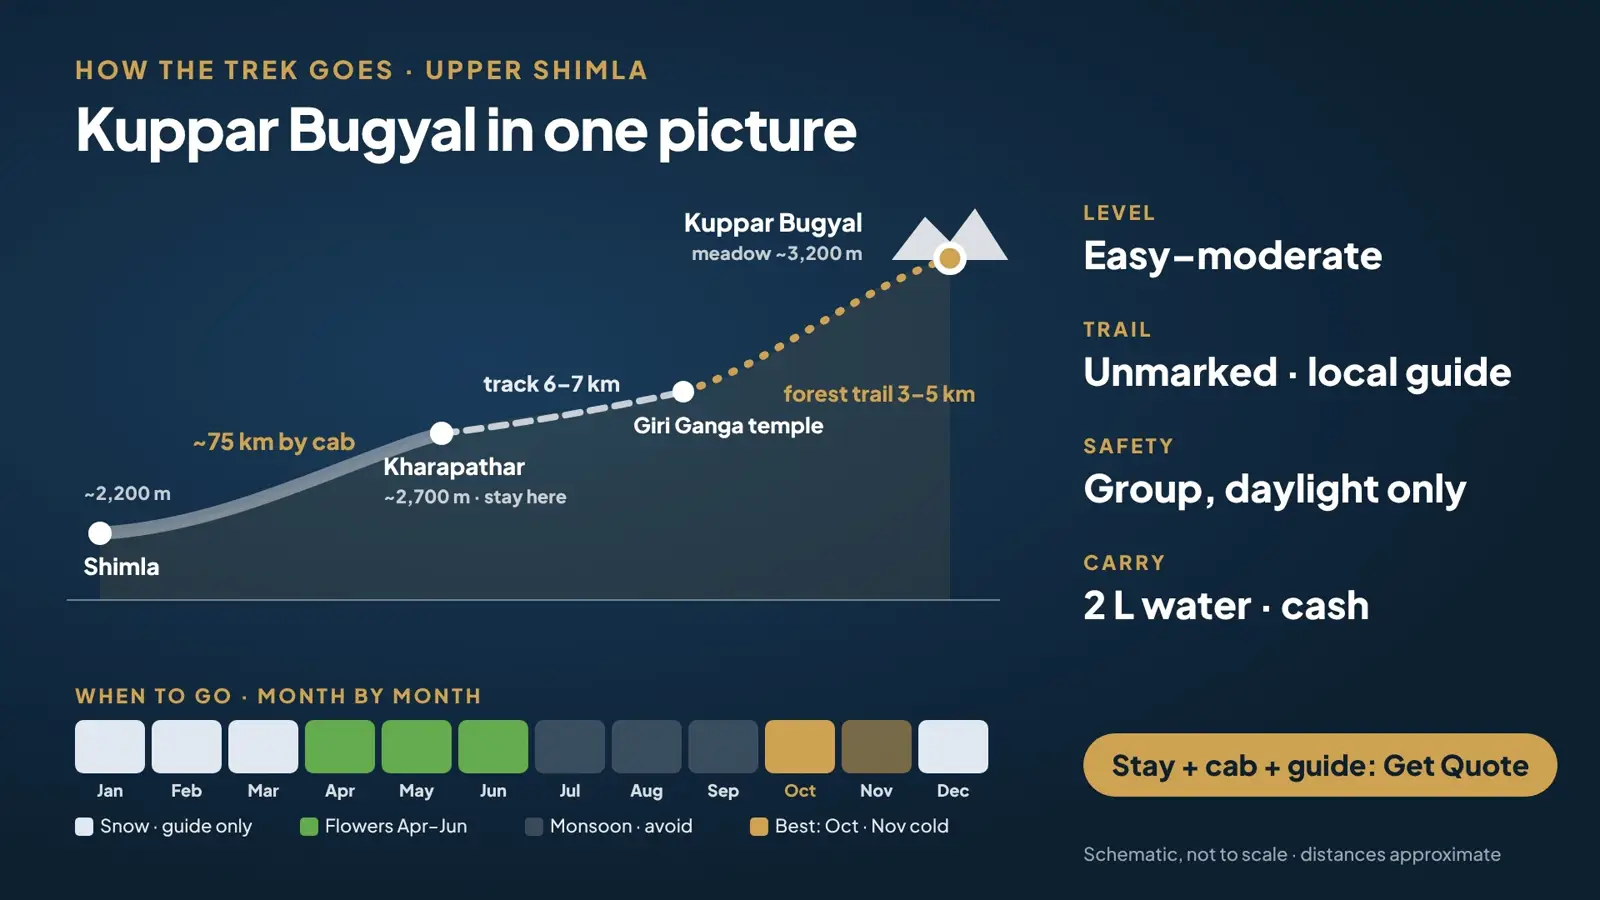 HOW THE TREK GOES · UPPER SHIMLA
Kuppar Bugyal in one picture
Kuppar Bugyal
meadow ~3,200 m
track 6–7 km
forest trail 3–5 km
Giri Ganga temple
~75 km by cab
Kharapathar
~2,700 m · stay here
~2,200 m
Shimla
LEVEL
Easy–moderate
TRAIL
Unmarked · local guide
SAFETY
Group, daylight only
CARRY
2 L water · cash
WHEN TO GO · MONTH BY MONTH
Jan Feb Mar Apr May Jun Jul Aug Sep Oct Nov Dec
Snow · guide only Flowers Apr–Jun Monsoon · avoid Best: Oct · Nov cold
Stay + cab + guide: Get Quote
Schematic, not to scale · distances approximate